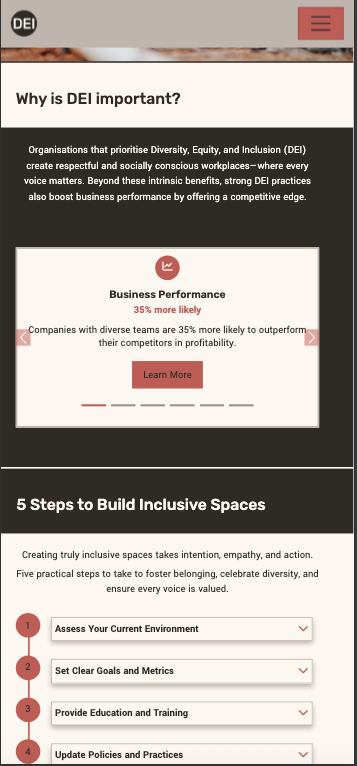 DEI
Why is DEI important?
Organisations that prioritise Diversity, Equity, and Inclusion (DEI)
create respectful and socially conscious workplaces—where every
voice matters. Beyond these intrinsic benefits, strong DEI practices
also boost business performance by offering a competitive edge.
Business Performance
35% more likely
Companies with diverse teams are 35% more likely to outperform
their competitors in profitability.
Learn More
5 Steps to Build Inclusive Spaces
Creating truly inclusive spaces takes intention, empathy, and action.
Five practical steps to take to foster belonging, celebrate diversity, and
ensure every voice is valued.
1 Assess Your Current Environment
2 Set Clear Goals and Metrics
3 Provide Education and Training
4 Update Policies and Practices